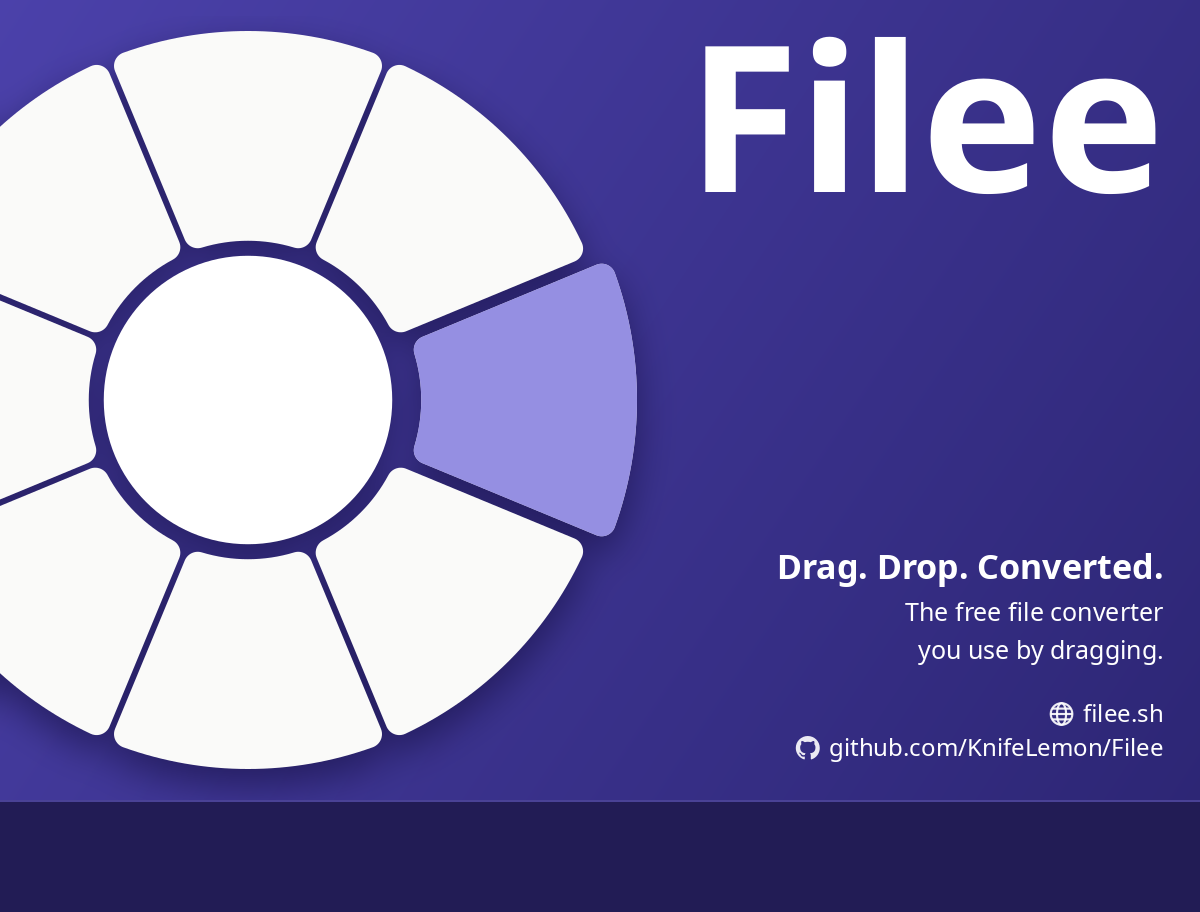 Filee
Drag. Drop. Converted.
The free file converter
you use by dragging.
filee.sh
github.com/KnifeLemon/Filee